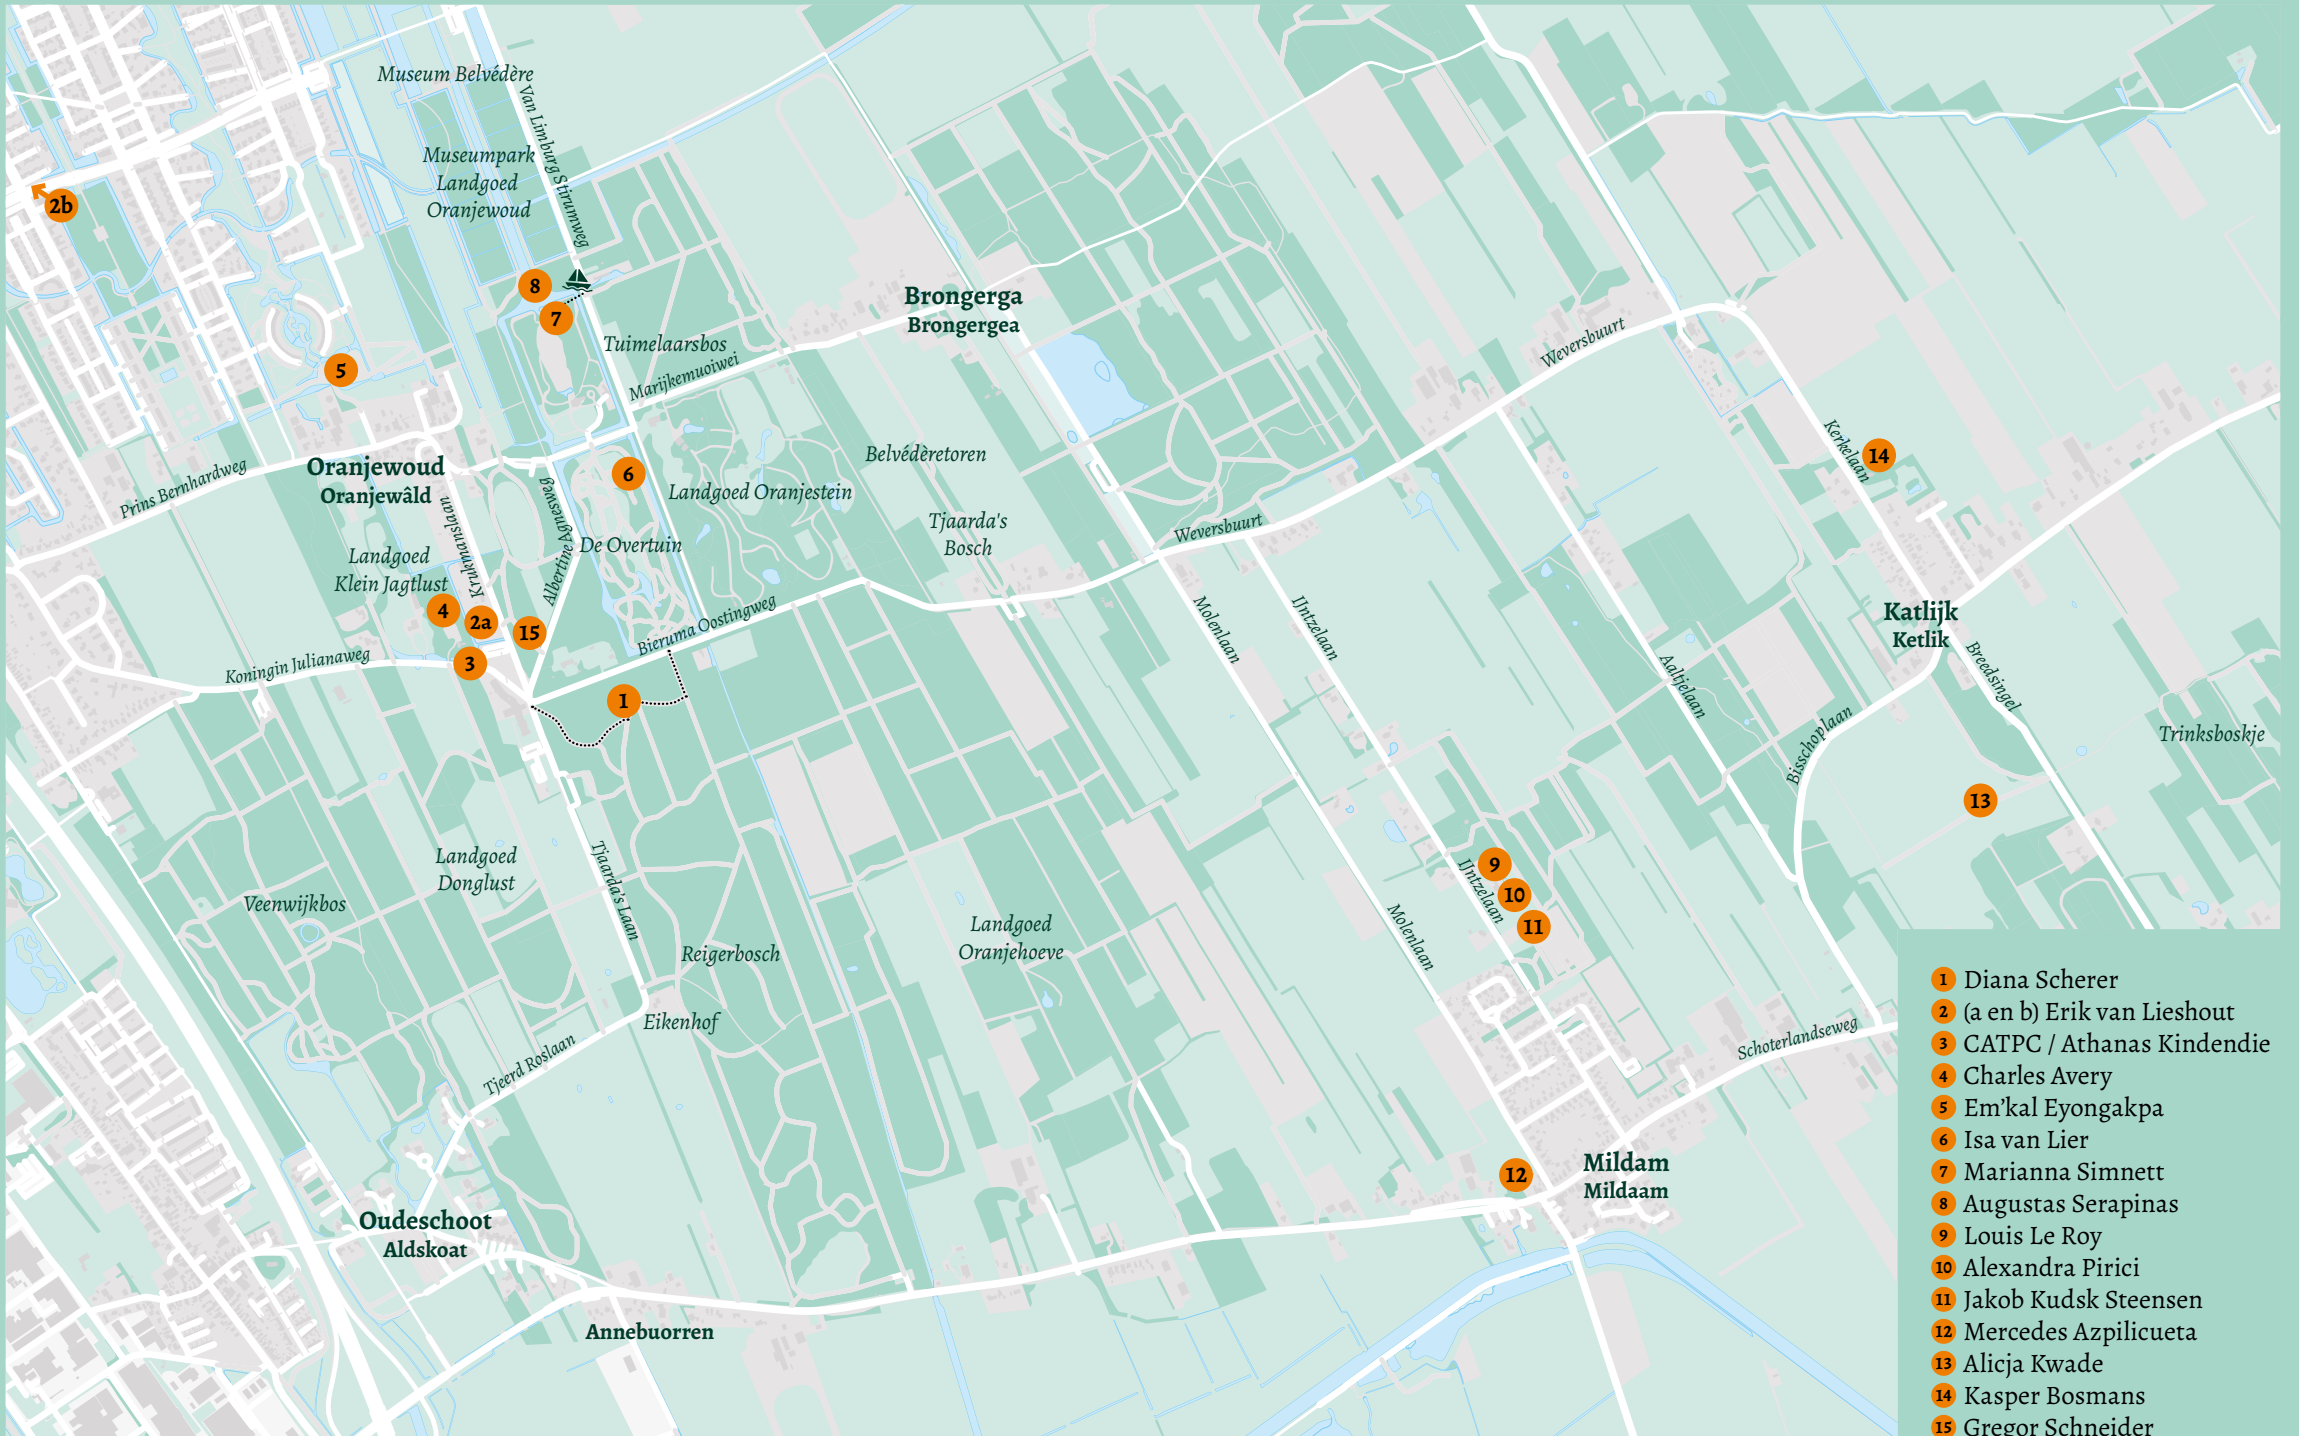 Museum Belvédère
Van Limburg Stirumweg
Museumpark
Landgoed
Oranjewoud
2b
8
7
5
Tuimelaarsbos
Marijkemuoiwei
Brongerga
Brongergea
Weversbuurt
Prins Bernhardweg
Oranjewoud
Oranjewâld
6
Landgoed Oranjestein
Belvédèretoren
Tjaarda's
Bosch
Weversbuurt
Kerkelaan
14
Krukmanslaan
Albertine Agnesweg
De Overtuin
Landgoed
Klein Jagtlust
4
2a
15
3
Koningin Julianaweg
Bieruma Oostingweg
1
Molenlaan
IJntzelaan
Aaltjelaan
Katlijk
Ketlik
Breedsingel
Bisschoplaan
Trinksboskje
13
Landgoed
Donglust
Veenwijkbos
Tjaarda's Laan
Reigerbosch
Eikenhof
Tjeerd Roslaan
Landgoed
Oranjehoeve
Molenlaan
IJntzelaan
9
10
11
Schoterlandseweg
12
Mildam
Mildaam
Oudeschoot
Aldskoat
Annebuorren
1 Diana Scherer
2 (a en b) Erik van Lieshout
3 CATPC / Athanas Kindendie
4 Charles Avery
5 Em’kal Eyongakpa
6 Isa van Lier
7 Marianna Simnett
8 Augustas Serapinas
9 Louis Le Roy
10 Alexandra Pirici
11 Jakob Kudsk Steensen
12 Mercedes Azpilicueta
13 Alicja Kwade
14 Kasper Bosmans
15 Gregor Schneider